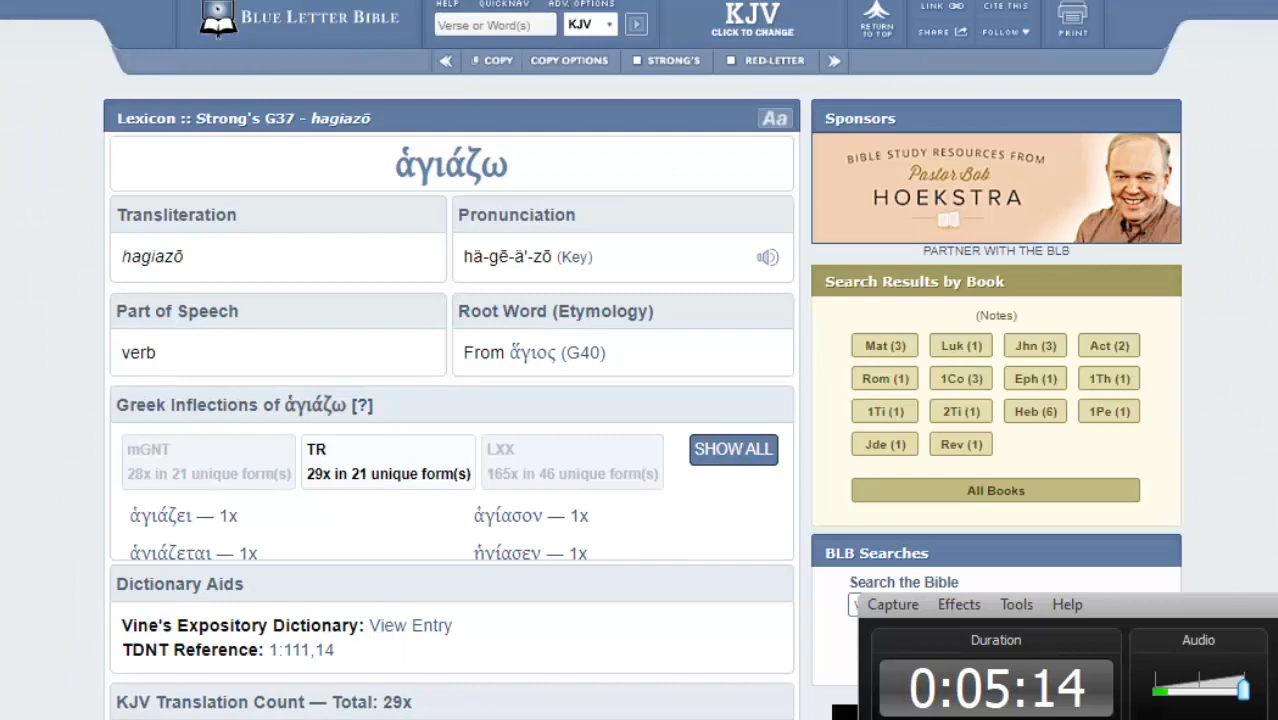 BLUE LETTER BIBLE
HELP QUICKNAV ADV. OPTIONS
Verse or Word(s)
KJV
KJV
CLICK TO CHANGE
RETURN
TO TOP
LINK
CITE THIS
SHARE
FOLLOW
PRINT
COPY
COPY OPTIONS
STRONG'S
RED-LETTER
Lexicon :: Strong's G37 - hagiazō
Aa
ἁγιάζω
Transliteration
hagiazō
Pronunciation
hä-gē-ä'-zō (Key)
Part of Speech
verb
Root Word (Etymology)
From ἅγιος (G40)
Greek Inflections of ἁγιάζω [?]
mGNT
28x in 21 unique form(s)
TR
29x in 21 unique form(s)
LXX
165x in 46 unique form(s)
SHOW ALL
ἁγιάζει — 1x
ἁγίασον — 1x
ἁγιάζεται — 1x
ἡγίασεν — 1x
Dictionary Aids
Vine's Expository Dictionary: View Entry
TDNT Reference: 1:111,14
KJV Translation Count — Total: 29x
Sponsors
BIBLE STUDY RESOURCES FROM
Pastor Bob
HOEKSTRA
PARTNER WITH THE BLB
Search Results by Book
(Notes)
Mat (3) Luk (1) Jhn (3) Act (2)
Rom (1) 1Co (3) Eph (1) 1Th (1)
1Ti (1) 2Ti (1) Heb (6) 1Pe (1)
Jde (1) Rev (1)
All Books
BLB Searches
Search the Bible
Capture Effects Tools Help
Duration
0:05:14
Audio